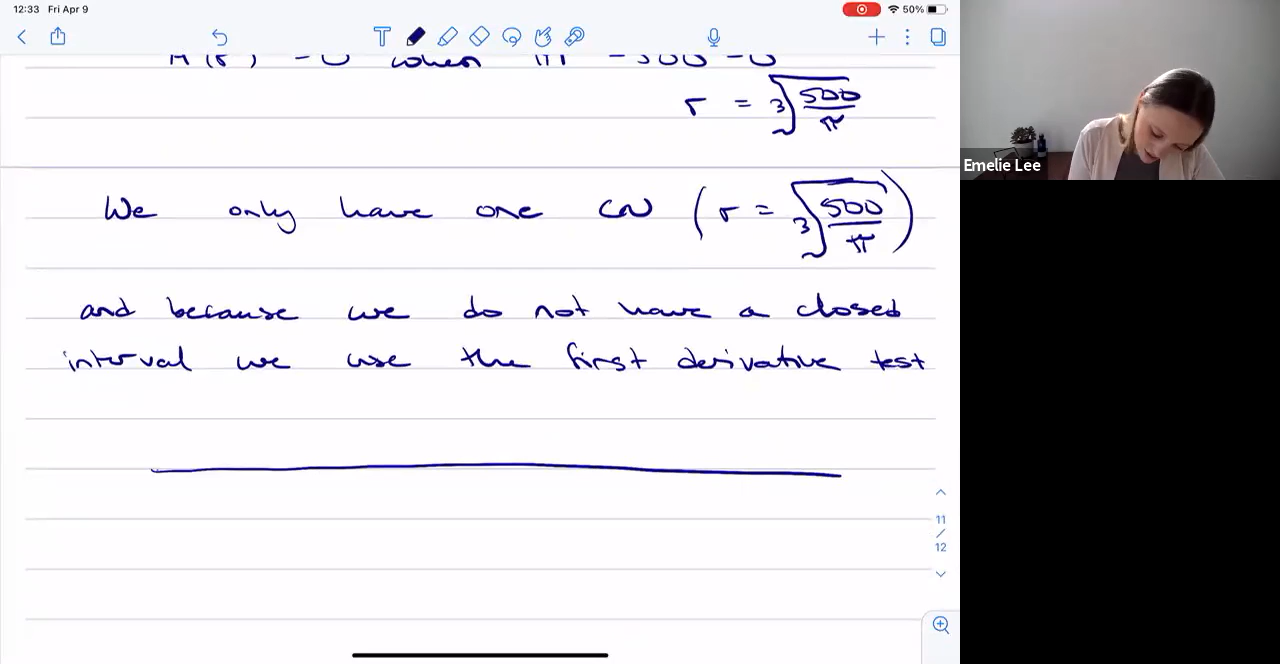 12:33 Fri Apr 9
50%
r = ∛(500/π)
We only have one CN (r = ∛(500/π))
and because we do not have a closed
interval we use the first derivative test
11
/
12
Emelie Lee